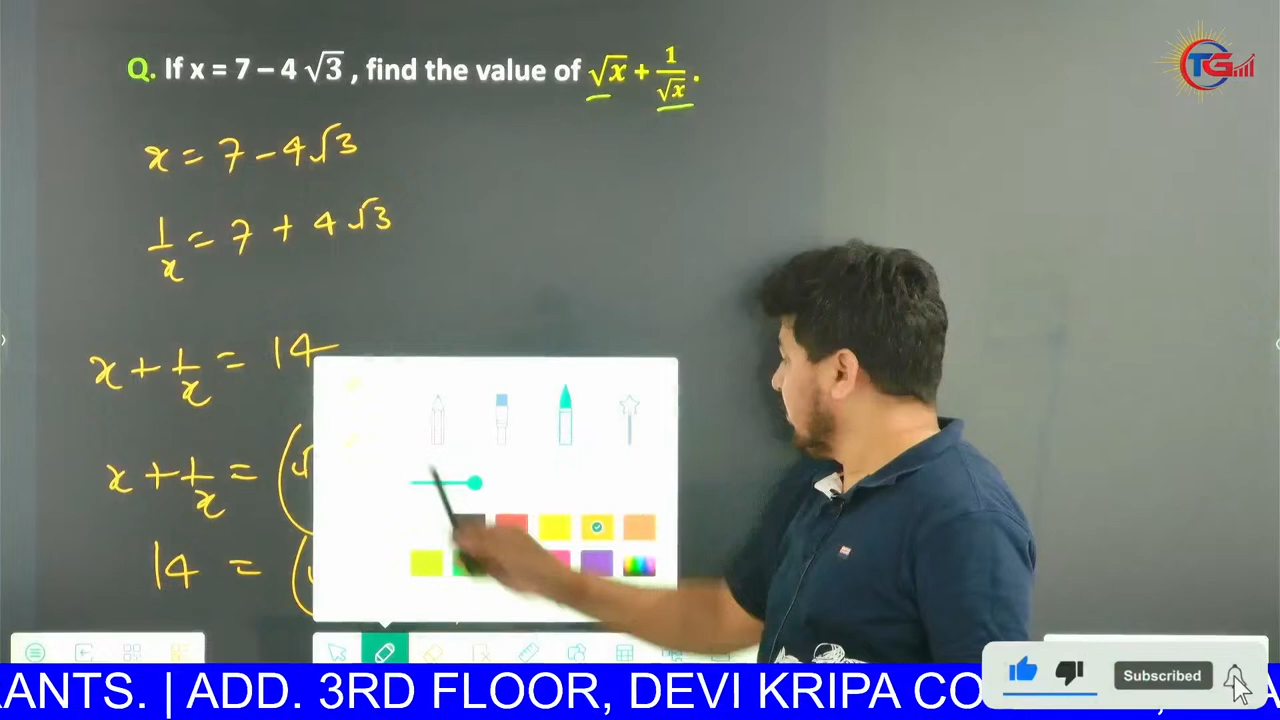 Q. If x = 7 – 4 √3 , find the value of √x + 1/√x .
TG
x = 7 – 4√3
1/x = 7 + 4√3
x + 1/x = 14
x + 1/x = (√
14 = (
ANTS. | ADD. 3RD FLOOR, DEVI KRIPA CO
Subscribed